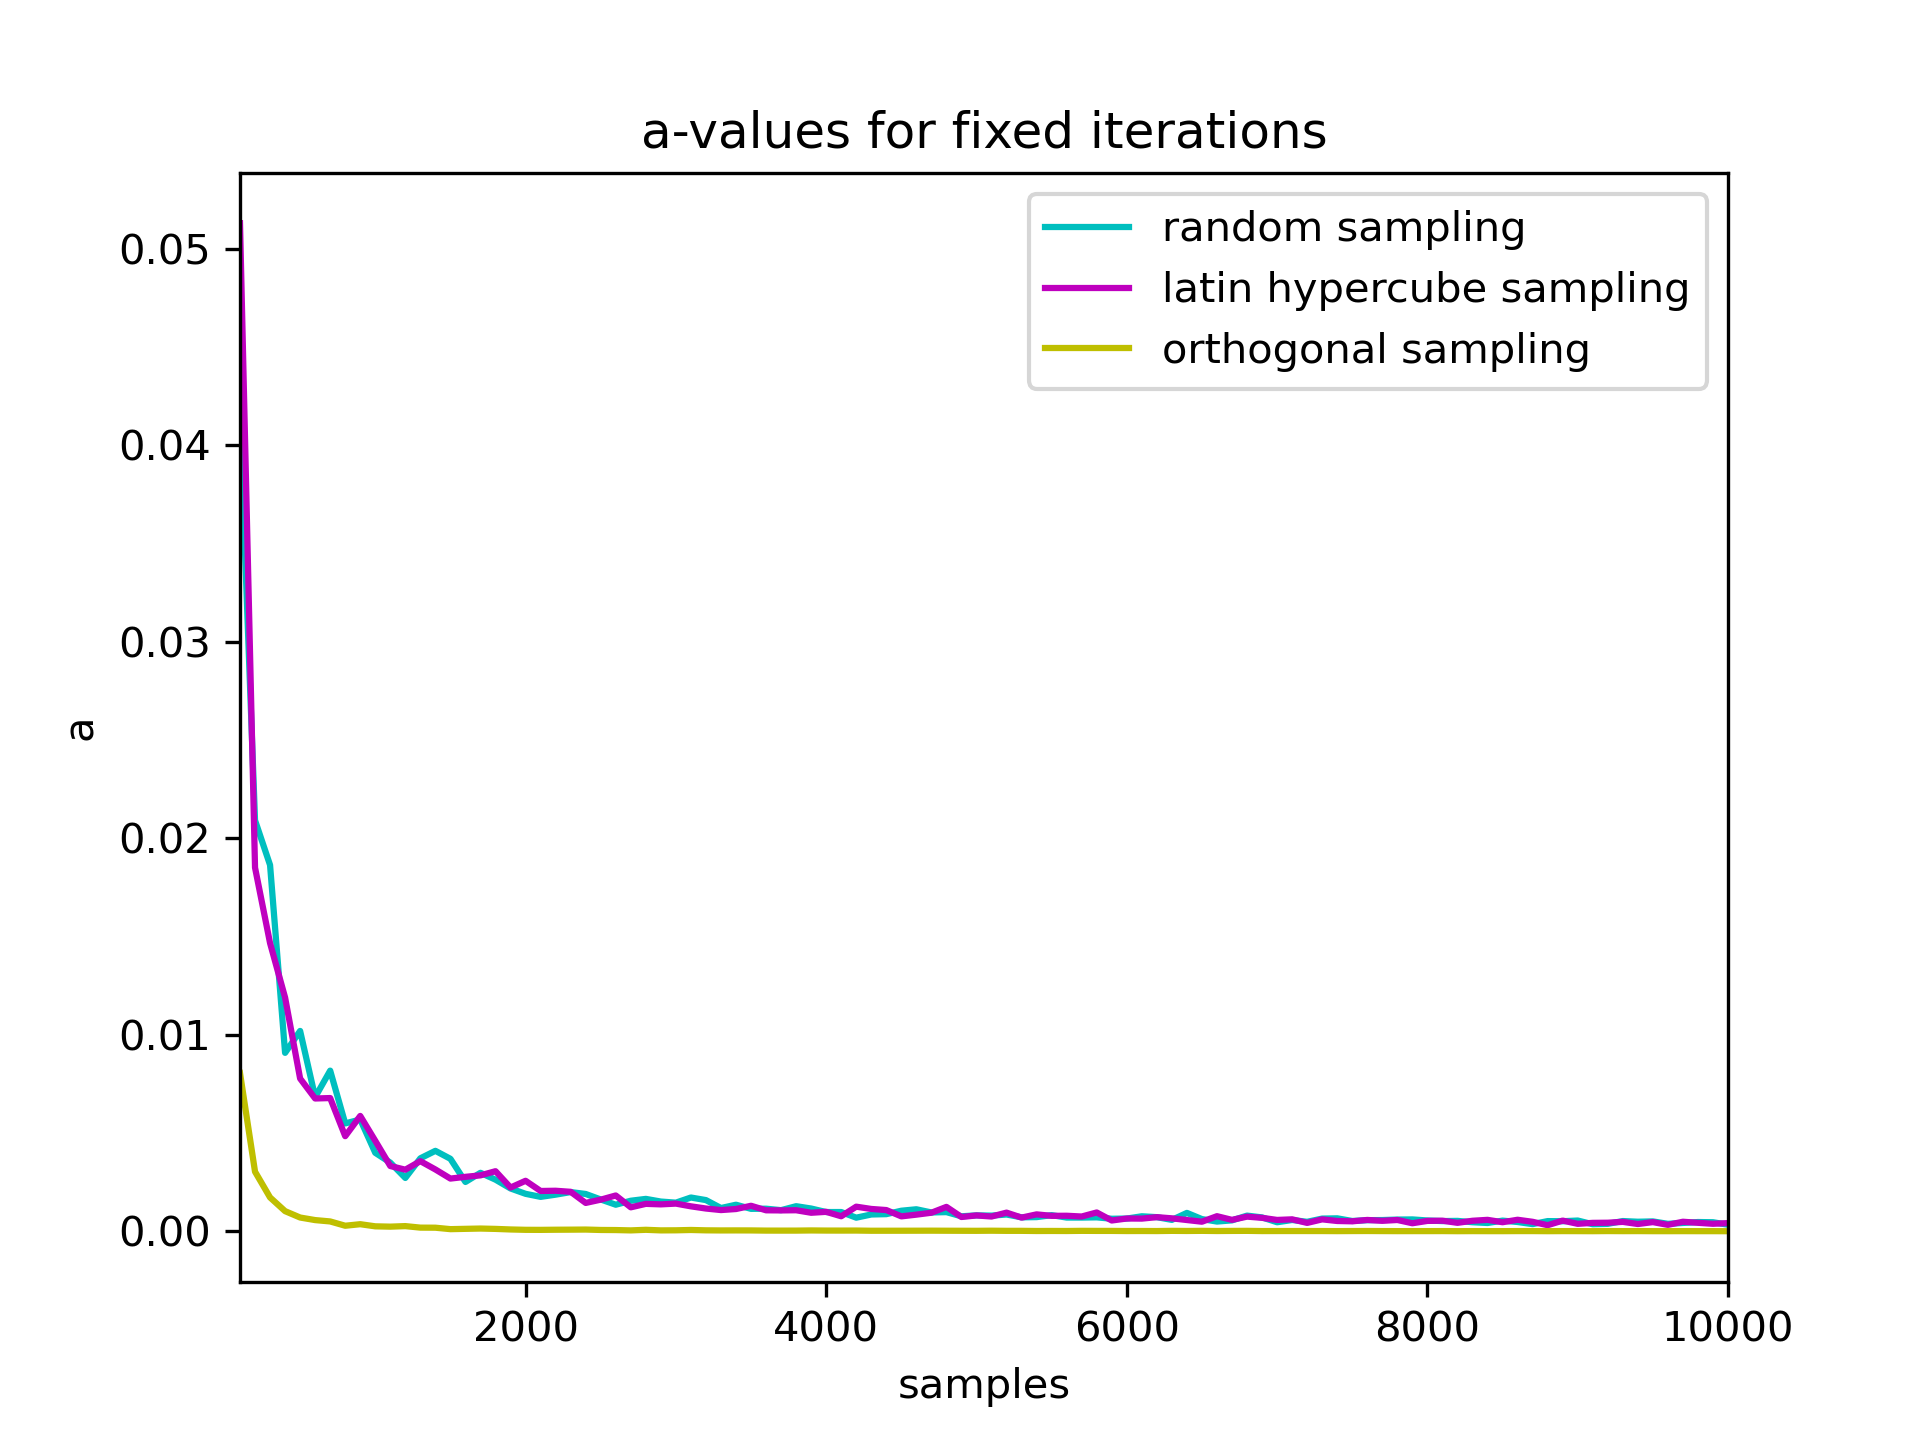 a-values for fixed iterations
random sampling
latin hypercube sampling
orthogonal sampling
0.05
0.04
0.03
0.02
0.01
0.00
a
2000 4000 6000 8000 10000
samples